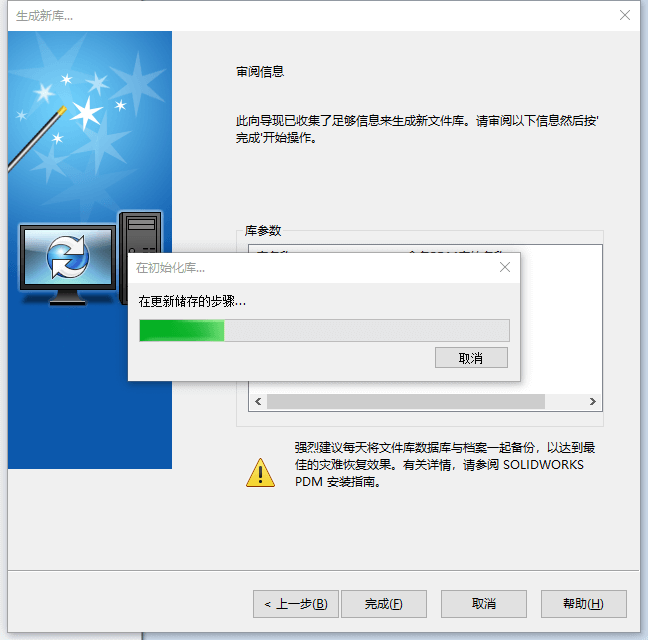 生成新库...
审阅信息
此向导现已收集了足够信息来生成新文件库。请审阅以下信息然后按'
完成'开始操作。
库参数
在初始化库...
在更新储存的步骤...
取消
强烈建议每天将文件库数据库与档案一起备份，以达到最
佳的灾难恢复效果。有关详情，请参阅 SOLIDWORKS
PDM 安装指南。
< 上一步(B)
完成(F)
取消
帮助(H)